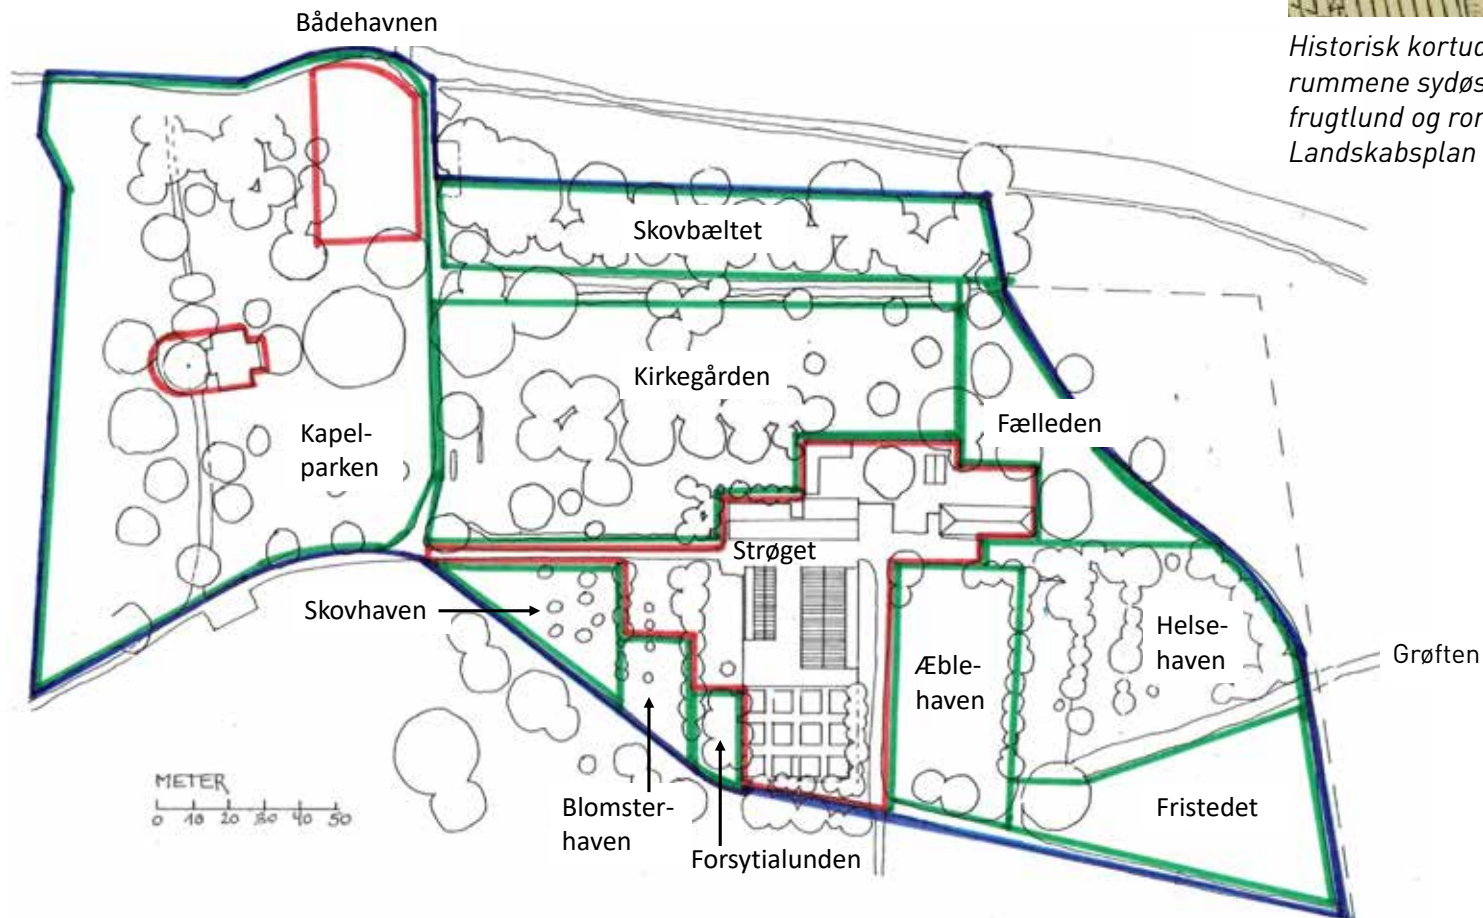 Bådehavnen
Historisk kortud
rummene sydøs
frugtlund og ror
Landskabsplan
Skovbæltet
Kirkegården
Fælleden
Kapel-
parken
Strøget
Skovhaven
Helse-
haven
Æble-
haven
Grøften
METER
0 10 20 30 40 50
Blomster-
haven
Forsytialunden
Fristedet